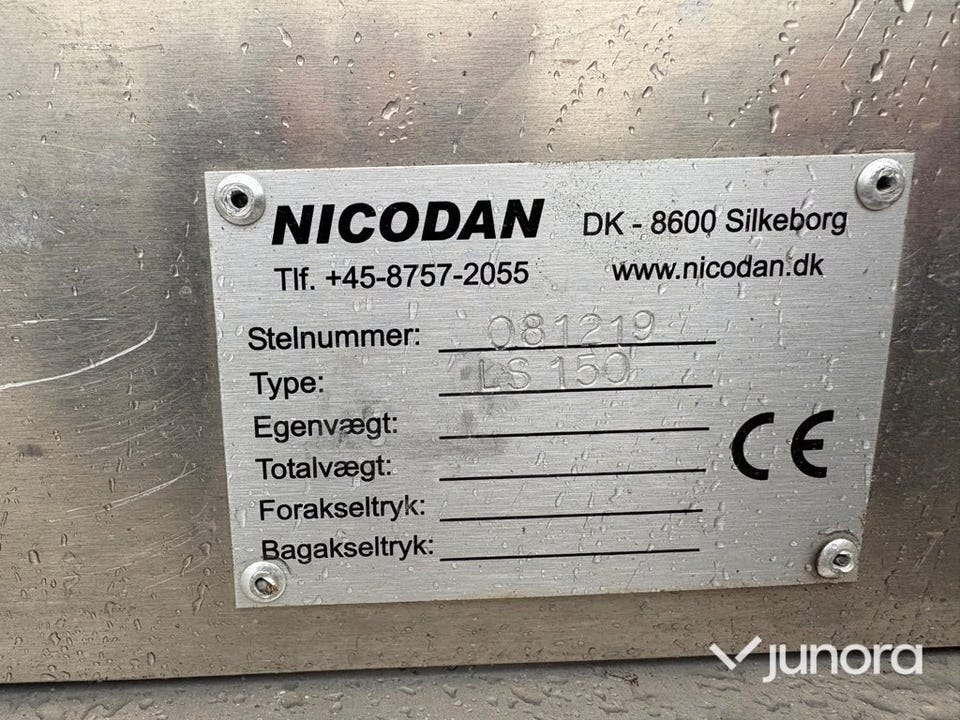 NICODAN DK - 8600 Silkeborg
Tlf. +45-8757-2055 www.nicodan.dk
Stelnummer: 081219
Type: LS 150
Egenvægt:
Totalvægt:
Forakseltryk:
Bagakseltryk:
CE
junora